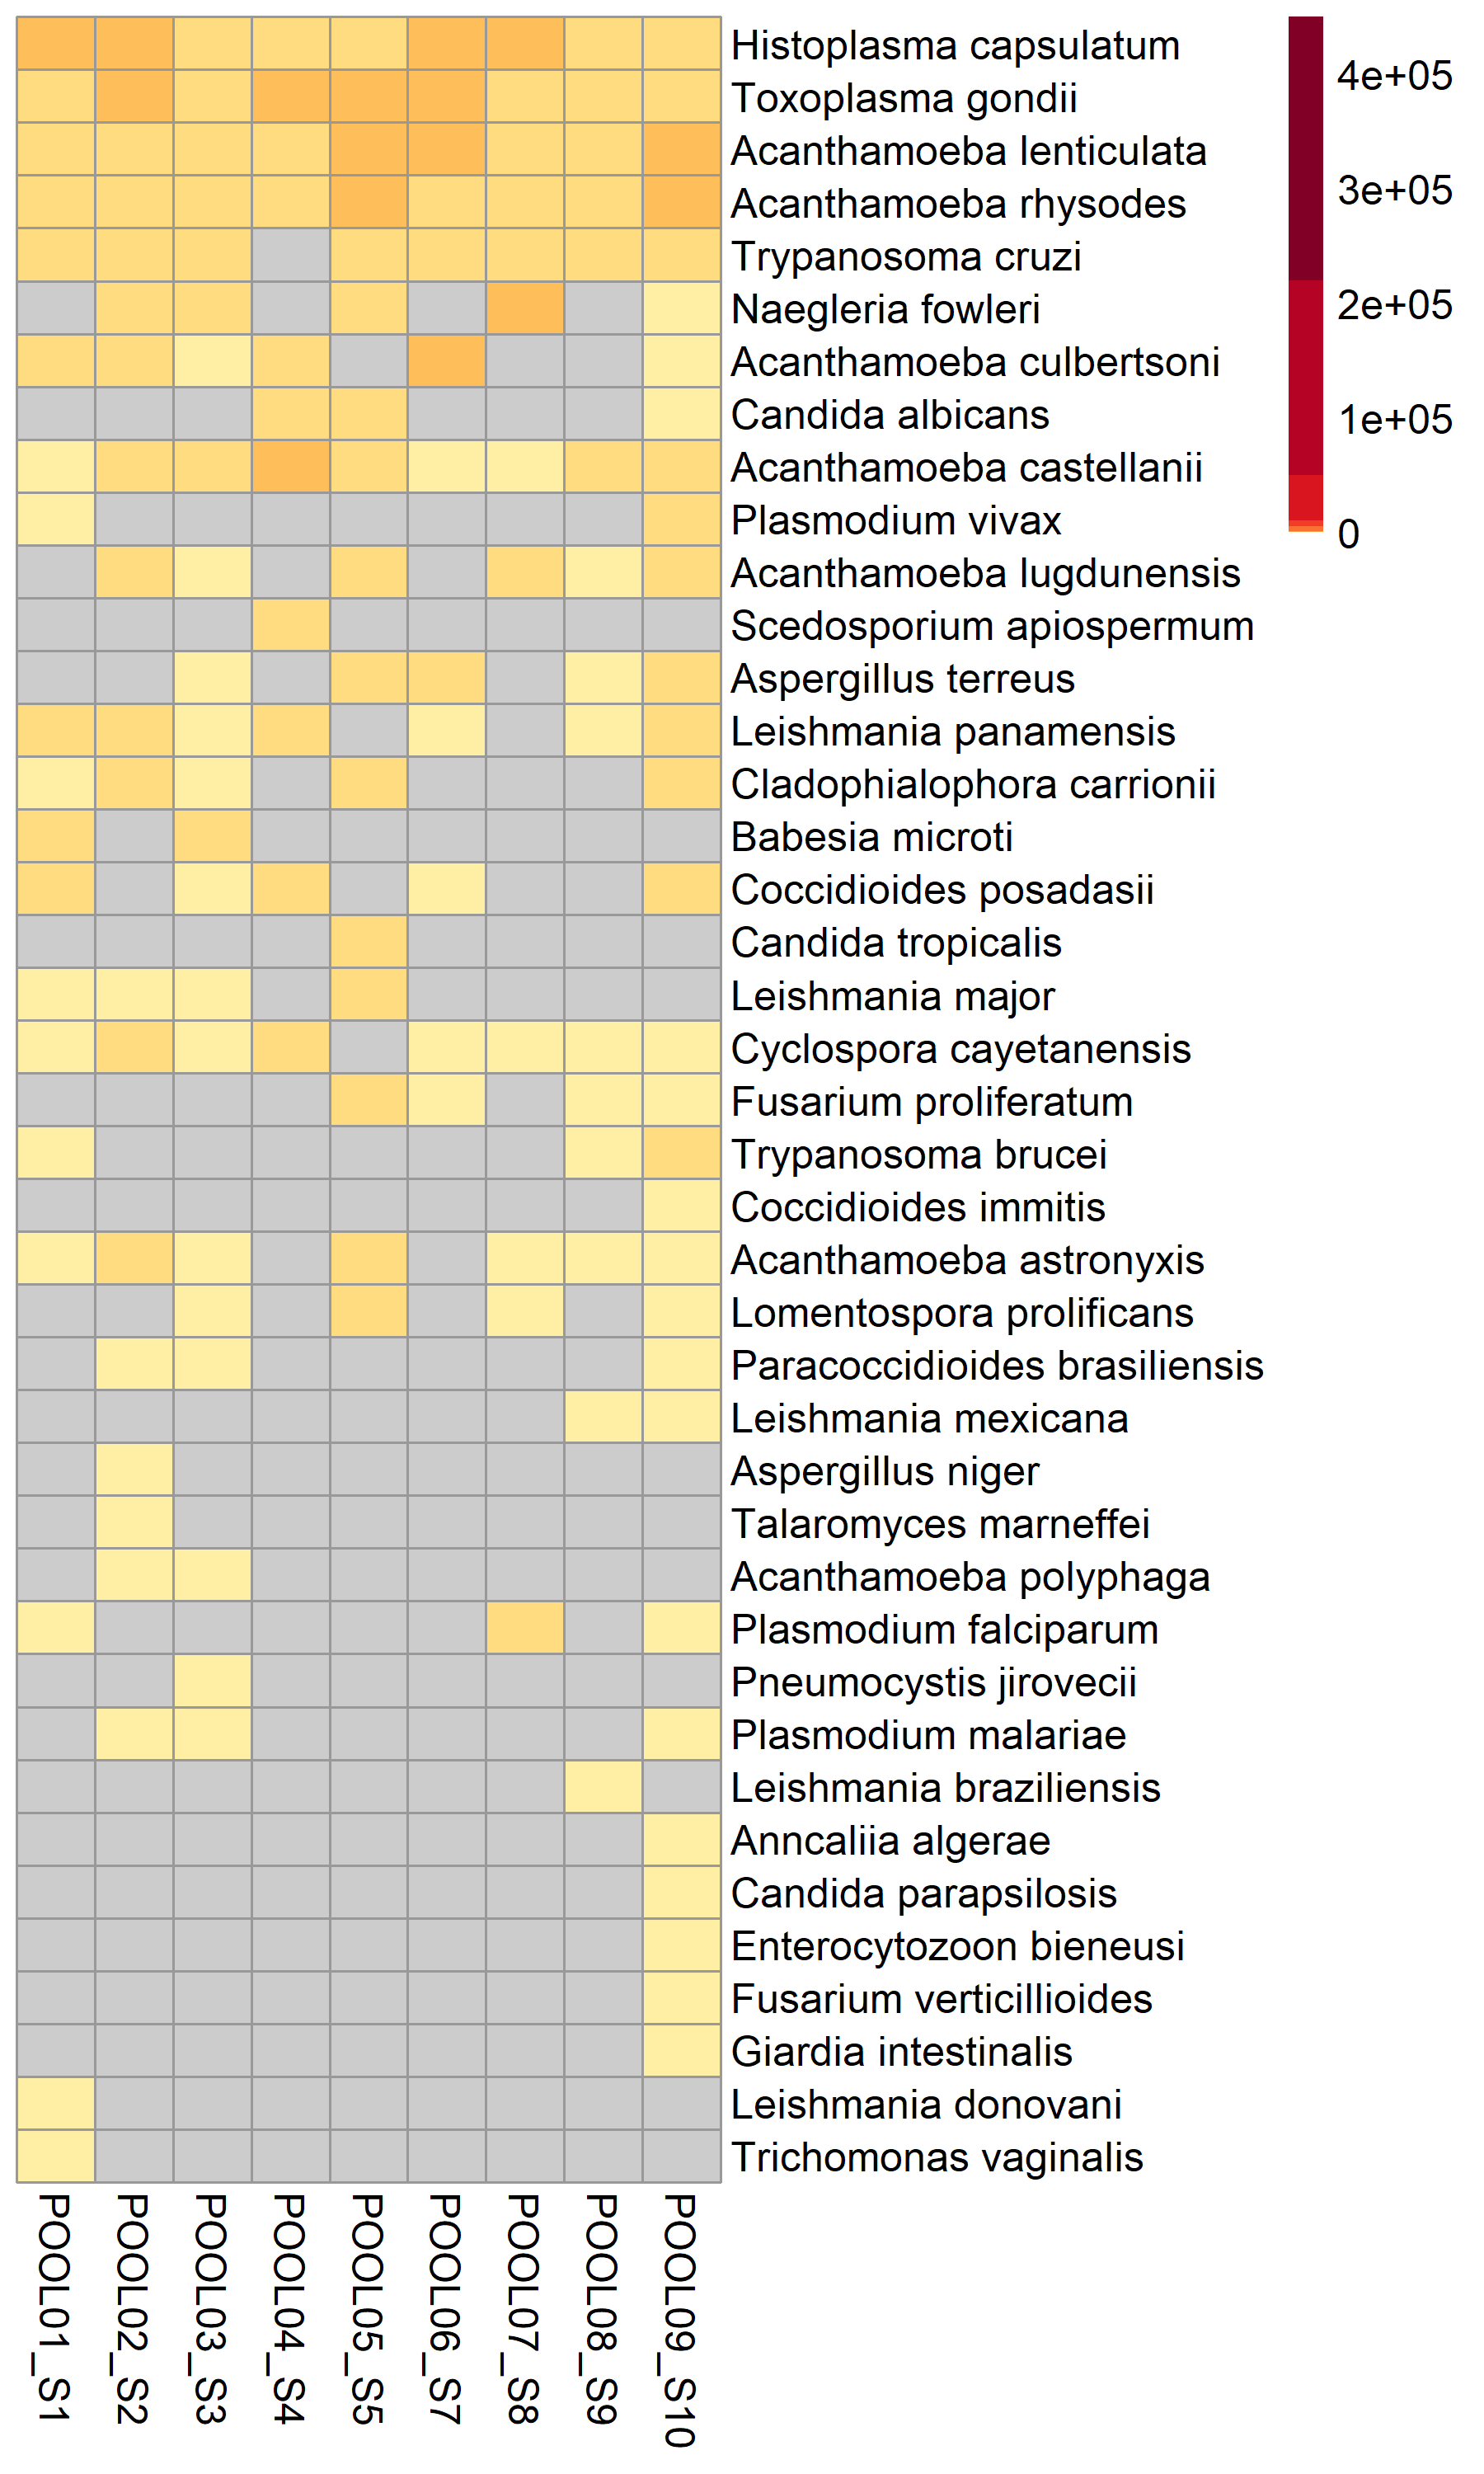 Histoplasma capsulatum
Toxoplasma gondii
Acanthamoeba lenticulata
Acanthamoeba rhysodes
Trypanosoma cruzi
Naegleria fowleri
Acanthamoeba culbertsoni
Candida albicans
Acanthamoeba castellanii
Plasmodium vivax
Acanthamoeba lugdunensis
Scedosporium apiospermum
Aspergillus terreus
Leishmania panamensis
Cladophialophora carrionii
Babesia microti
Coccidioides posadasii
Candida tropicalis
Leishmania major
Cyclospora cayetanensis
Fusarium proliferatum
Trypanosoma brucei
Coccidioides immitis
Acanthamoeba astronyxis
Lomentospora prolificans
Paracoccidioides brasiliensis
Leishmania mexicana
Aspergillus niger
Talaromyces marneffei
Acanthamoeba polyphaga
Plasmodium falciparum
Pneumocystis jirovecii
Plasmodium malariae
Leishmania braziliensis
Anncaliia algerae
Candida parapsilosis
Enterocytozoon bieneusi
Fusarium verticillioides
Giardia intestinalis
Leishmania donovani
Trichomonas vaginalis
4e+05
3e+05
2e+05
1e+05
0
POOL01_S1
POOL02_S2
POOL03_S3
POOL04_S4
POOL05_S5
POOL06_S7
POOL07_S8
POOL08_S9
POOL09_S10